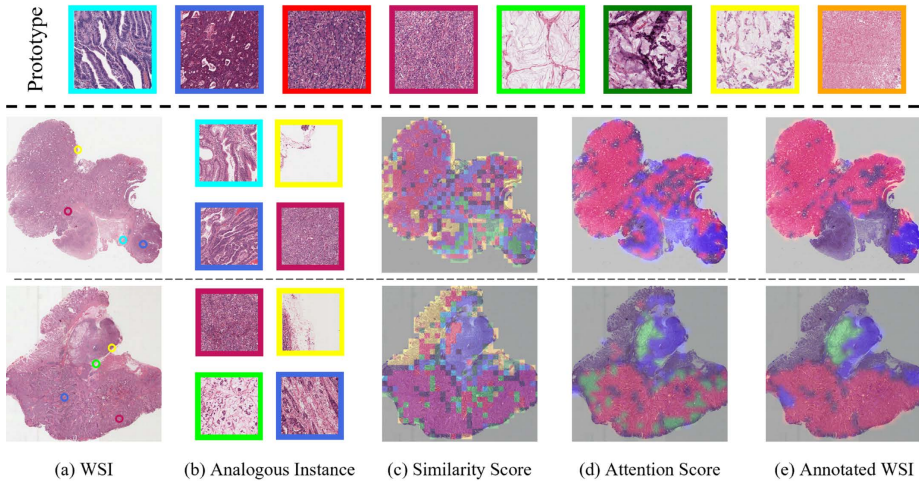 Prototype
(a) WSI
(b) Analogous Instance
(c) Similarity Score
(d) Attention Score
(e) Annotated WSI